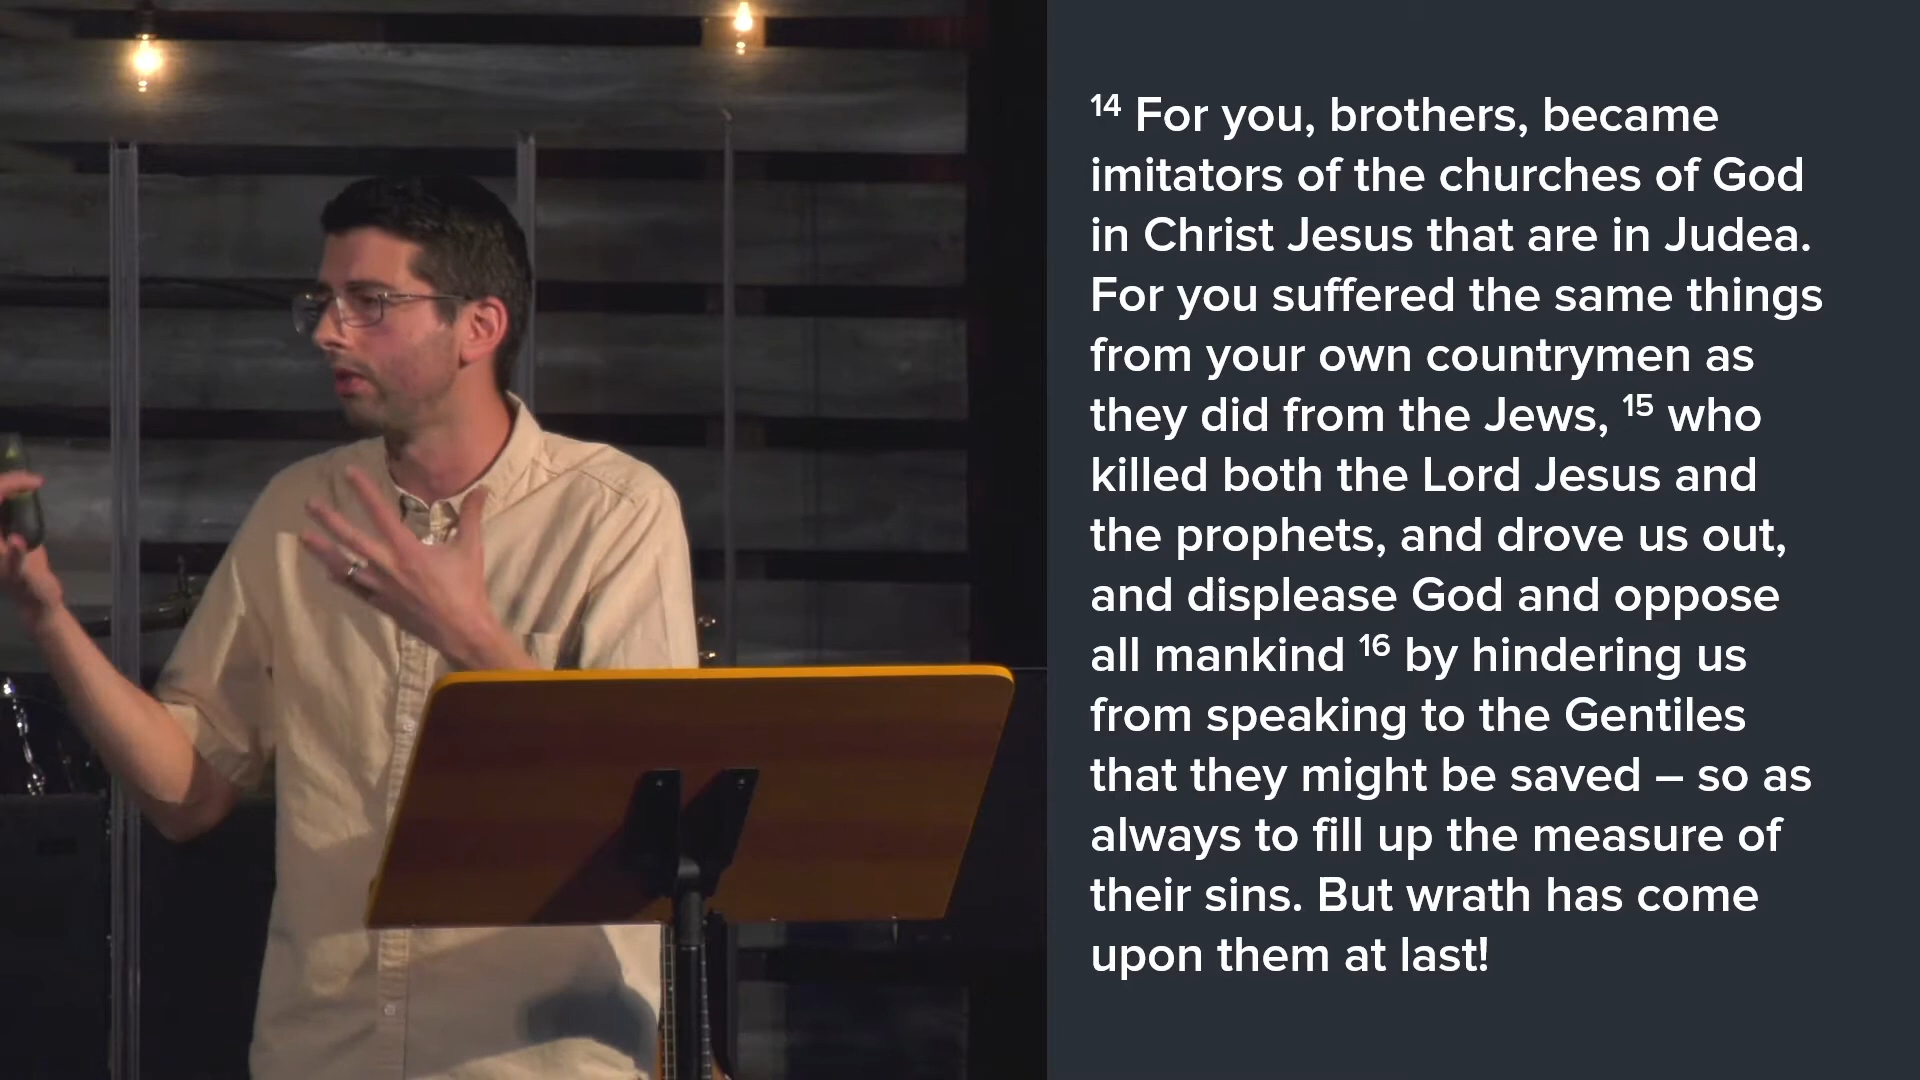 14 For you, brothers, became
imitators of the churches of God
in Christ Jesus that are in Judea.
For you suffered the same things
from your own countrymen as
they did from the Jews, 15 who
killed both the Lord Jesus and
the prophets, and drove us out,
and displease God and oppose
all mankind 16 by hindering us
from speaking to the Gentiles
that they might be saved – so as
always to fill up the measure of
their sins. But wrath has come
upon them at last!